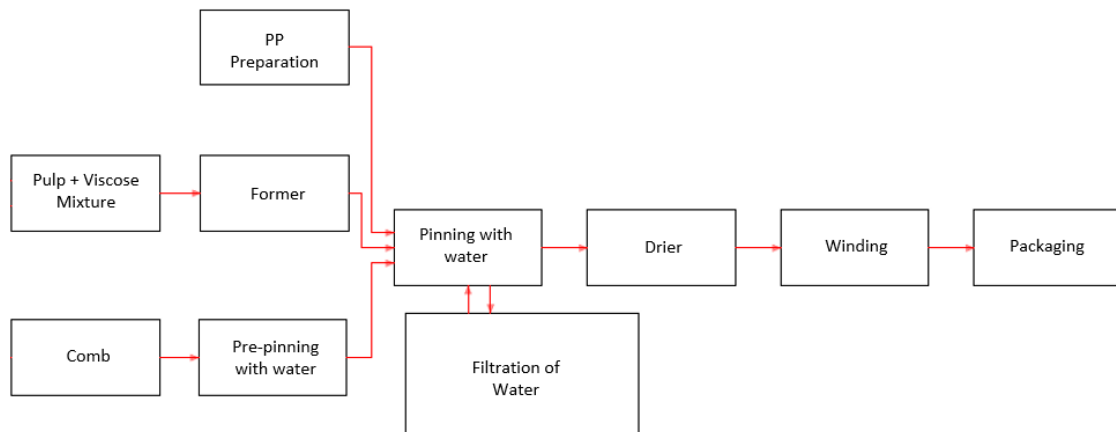 PP
Preparation
Pulp + Viscose
Mixture
Former
Pinning with
water
Drier
Winding
Packaging
Comb
Pre-pinning
with water
Filtration of
Water